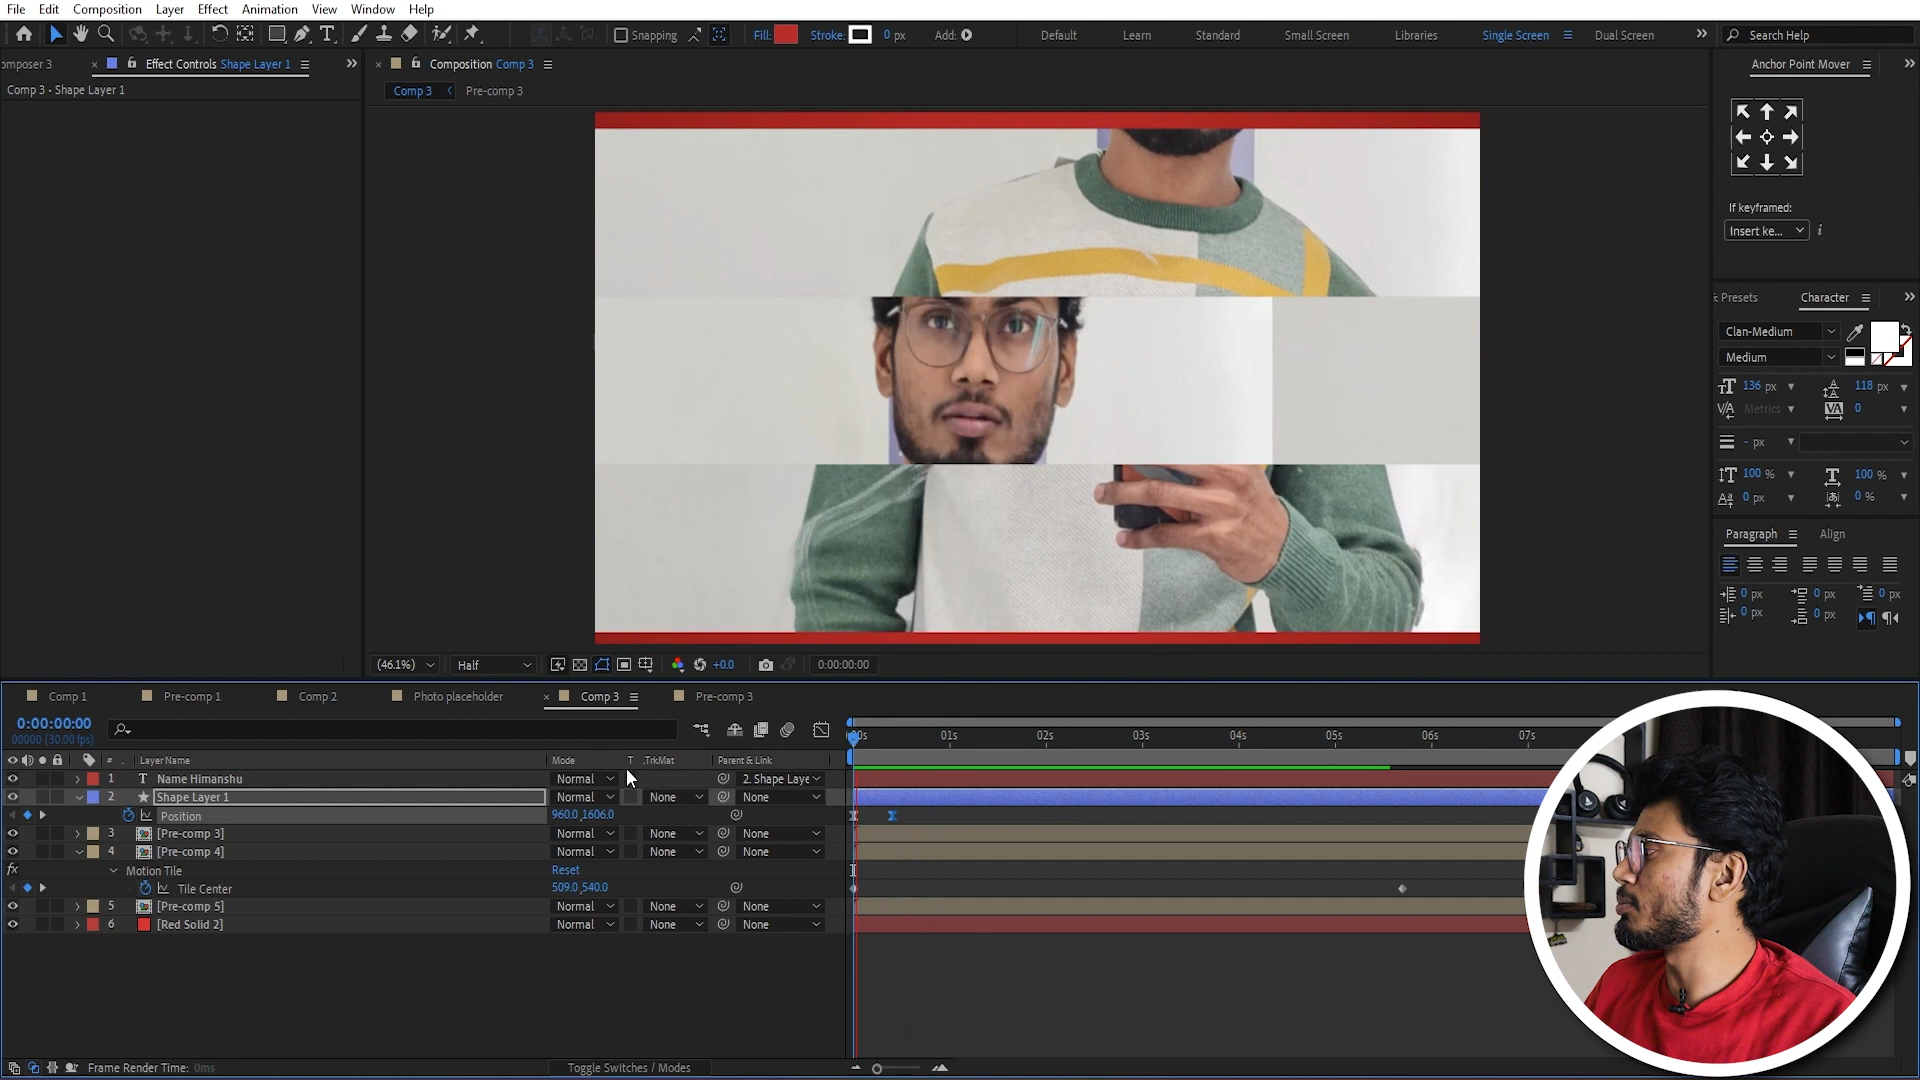 File Edit Composition Layer Effect Animation View Window Help
Snapping Fill: Stroke: 0 px Add: Default Learn Standard Small Screen Libraries Single Screen Dual Screen Search Help
omposer 3 Effect Controls Shape Layer 1 Composition Comp 3 Anchor Point Mover
Comp 3 • Shape Layer 1 Comp 3 Pre-comp 3
If keyframed:
Insert ke...
Presets Character
Clan-Medium
Medium
136 px 118 px
Metrics 0
- px
100 % 100 %
0 px 0 %
Paragraph Align
0 px 0 px 0 px
0 px 0 px
(46.1%) Half +0.0 0:00:00:00
Comp 1 Pre-comp 1 Comp 2 Photo placeholder Comp 3 Pre-comp 3
0:00:00:00
00000 (30.00 fps)
01s 02s 03s 04s 05s 06s 07s
# Layer Name Mode T .TrkMat Parent & Link
1 T Name Himanshu Normal 2. Shape Laye
2 Shape Layer 1 Normal None None
Position 960.0,1606.0
3 [Pre-comp 3] Normal None None
4 [Pre-comp 4] Normal None None
fx Motion Tile Reset
Tile Center 509.0,540.0
5 [Pre-comp 5] Normal None None
6 [Red Solid 2] Normal None None
Frame Render Time: 0ms Toggle Switches / Modes